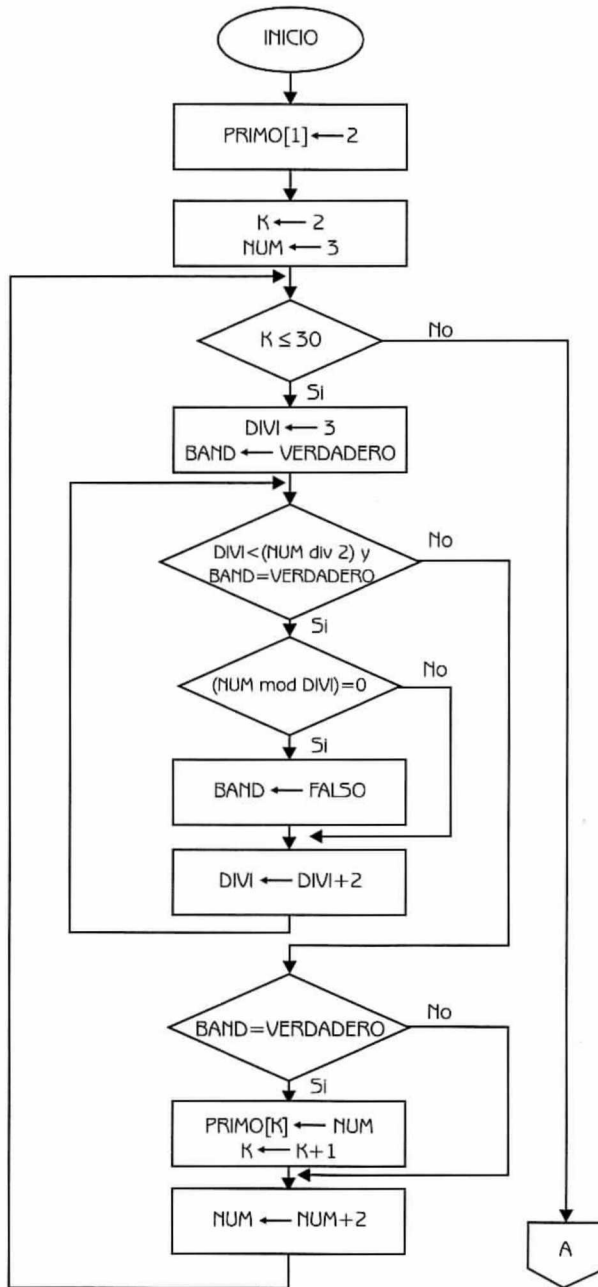 INICIO
PRIMO[1] ← 2
K ← 2
NUM ← 3
K ≤ 30
No
Si
DIVI ← 3
BAND ← VERDADERO
DIVI<(NUM div 2) y
BAND=VERDADERO
No
Si
(NUM mod DIVI)=0
No
Si
BAND ← FALSO
DIVI ← DIVI+2
BAND=VERDADERO
No
Si
PRIMO[K] ← NUM
K ← K+1
NUM ← NUM+2
A